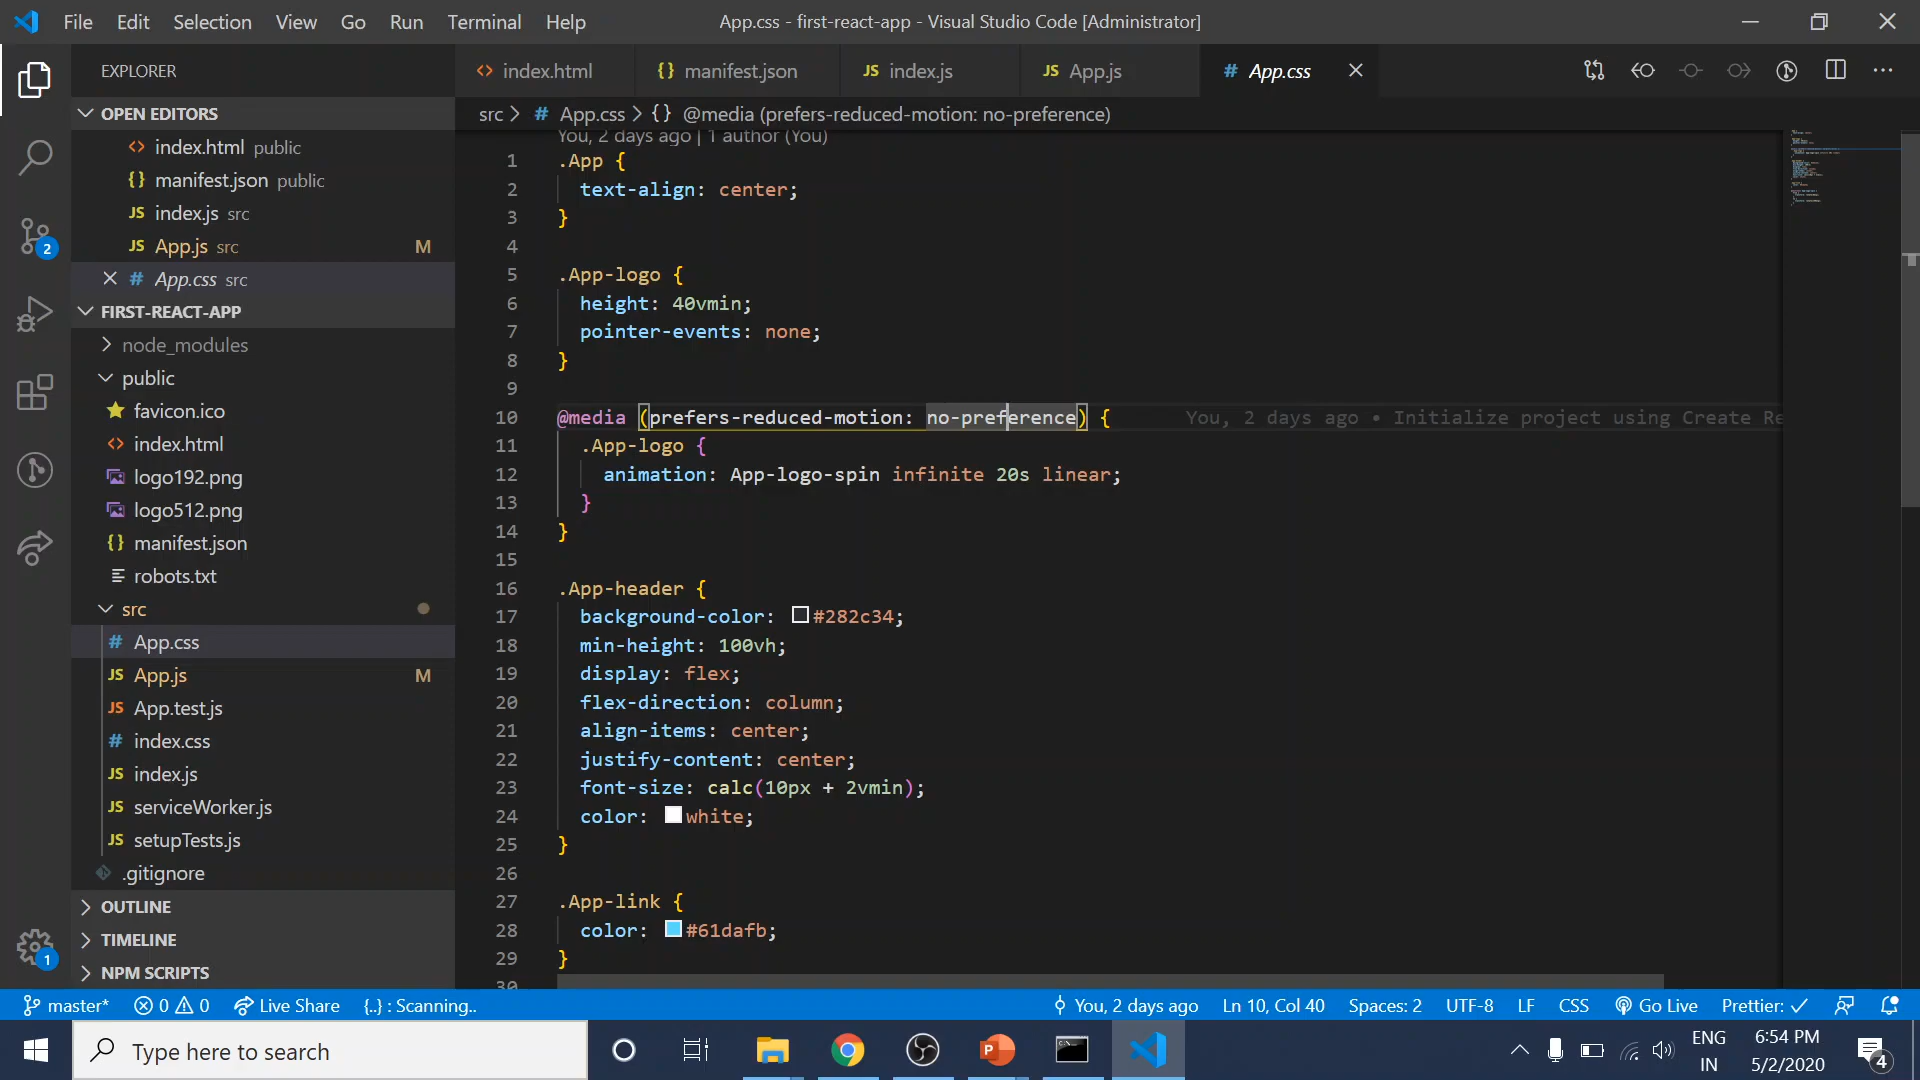 File Edit Selection View Go Run Terminal Help
App.css - first-react-app - Visual Studio Code [Administrator]
EXPLORER
index.html
manifest.json
index.js
App.js
App.css
OPEN EDITORS
src > # App.css > {} @media (prefers-reduced-motion: no-preference)
You, 2 days ago | 1 author (You)
index.html public
manifest.json public
index.js src
App.js src M
App.css src
FIRST-REACT-APP
node_modules
public
favicon.ico
index.html
logo192.png
logo512.png
manifest.json
robots.txt
src
App.css
App.js M
App.test.js
index.css
index.js
serviceWorker.js
setupTests.js
.gitignore
OUTLINE
TIMELINE
NPM SCRIPTS
2
1
1 .App {
2 text-align: center;
3 }
4
5 .App-logo {
6 height: 40vmin;
7 pointer-events: none;
8 }
9
10 @media (prefers-reduced-motion: no-preference) { You, 2 days ago • Initialize project using Create Re
11 .App-logo {
12 animation: App-logo-spin infinite 20s linear;
13 }
14 }
15
16 .App-header {
17 background-color: #282c34;
18 min-height: 100vh;
19 display: flex;
20 flex-direction: column;
21 align-items: center;
22 justify-content: center;
23 font-size: calc(10px + 2vmin);
24 color: white;
25 }
26
27 .App-link {
28 color: #61dafb;
29 }
30
master* 0 0 Live Share {..} : Scanning.. You, 2 days ago Ln 10, Col 40 Spaces: 2 UTF-8 LF CSS Go Live Prettier: ✓
Type here to search
ENG
IN
6:54 PM
5/2/2020
4